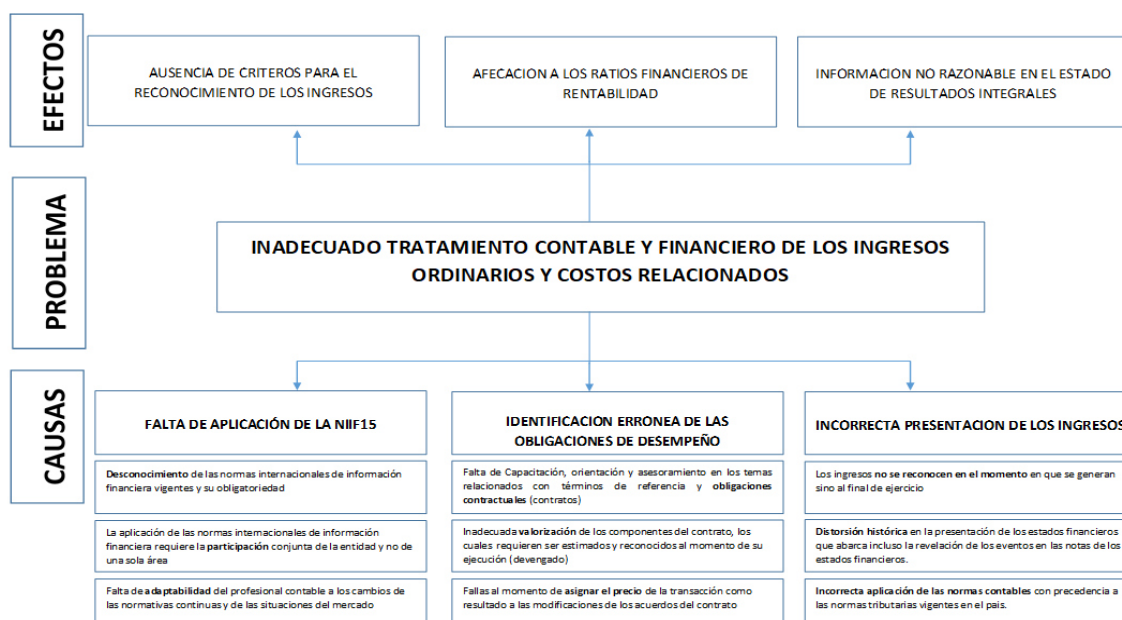 EFECTOS
AUSENCIA DE CRITEROS PARA EL
RECONOCIMIENTO DE LOS INGRESOS
AFECACION A LOS RATIOS FINANCIEROS DE
RENTABILIDAD
INFORMACION NO RAZONABLE EN EL ESTADO
DE RESULTADOS INTEGRALES
PROBLEMA
INADECUADO TRATAMIENTO CONTABLE Y FINANCIERO DE LOS INGRESOS
ORDINARIOS Y COSTOS RELACIONADOS
CAUSAS
FALTA DE APLICACIÓN DE LA NIIF15
Desconocimiento de las normas internacionales de información
financiera vigentes y su obligatoriedad
La aplicación de las normas internacionales de información
financiera requiere la participación conjunta de la entidad y no de
una sola área
Falta de adaptabilidad del profesional contable a los cambios de
las normativas continuas y de las situaciones del mercado
IDENTIFICACION ERRONEA DE LAS
OBLIGACIONES DE DESEMPEÑO
Falta de Capacitación, orientación y asesoramiento en los temas
relacionados con términos de referencia y obligaciones
contractuales (contratos)
Inadecuada valorización de los componentes del contrato, los
cuales requieren ser estimados y reconocidos al momento de su
ejecución (devengado)
Fallas al momento de asignar el precio de la transacción como
resultado a las modificaciones de los acuerdos del contrato
INCORRECTA PRESENTACION DE LOS INGRESOS
Los ingresos no se reconocen en el momento en que se generan
sino al final de ejercicio
Distorsión histórica en la presentación de los estados financieros
que abarca incluso la revelación de los eventos en las notas de los
estados financieros.
Incorrecta aplicación de las normas contables con precedencia a
las normas tributarias vigentes en el pais.